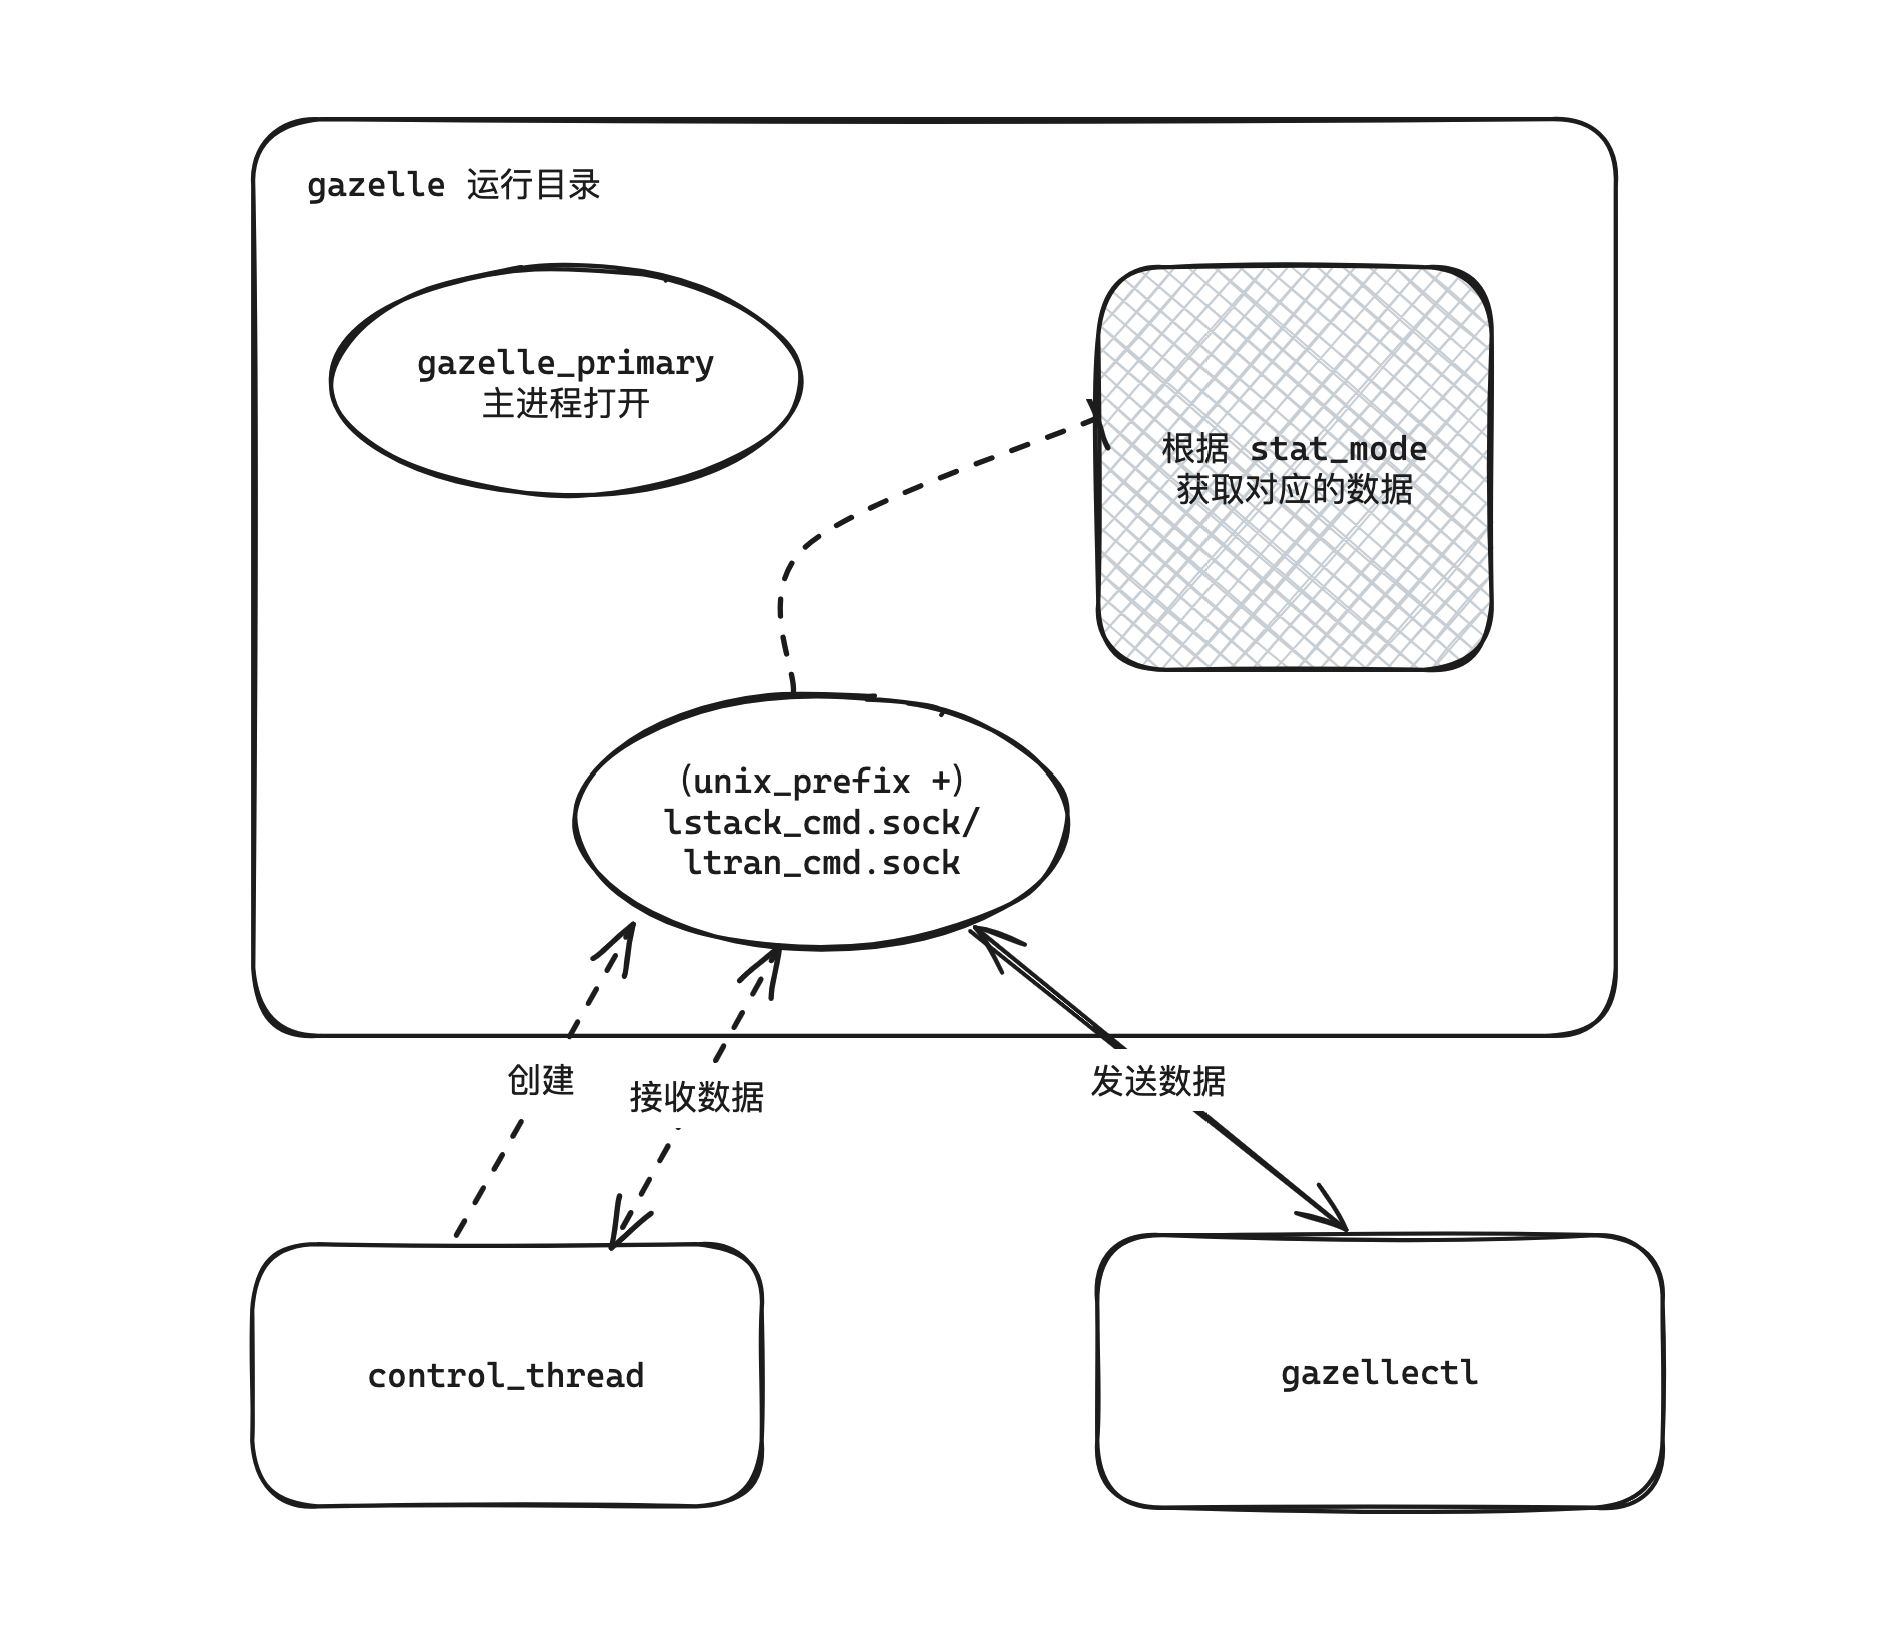 gazelle 运行目录
gazelle_primary
主进程打开
根据 stat_mode
获取对应的数据
(unix_prefix +)
lstack_cmd.sock/
ltran_cmd.sock
创建
接收数据
发送数据
control_thread
gazellectl